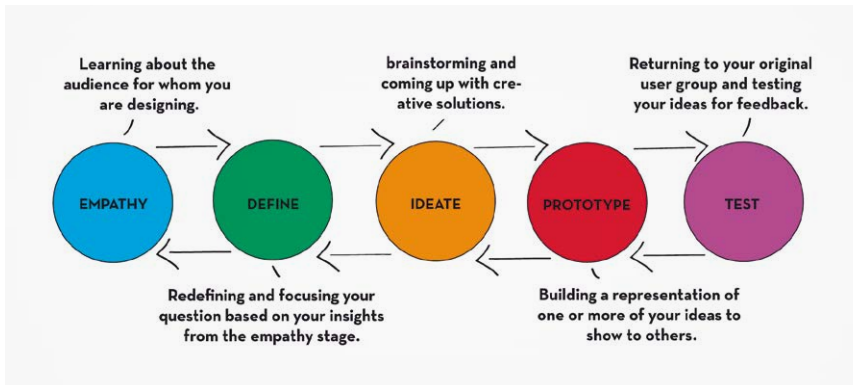 Learning about the
audience for whom you
are designing.
brainstorming and
coming up with cre-
ative solutions.
Returning to your original
user group and testing
your ideas for feedback.
EMPATHY
DEFINE
IDEATE
PROTOTYPE
TEST
Redefining and focusing your
question based on your insights
from the empathy stage.
Building a representation of
one or more of your ideas to
show to others.